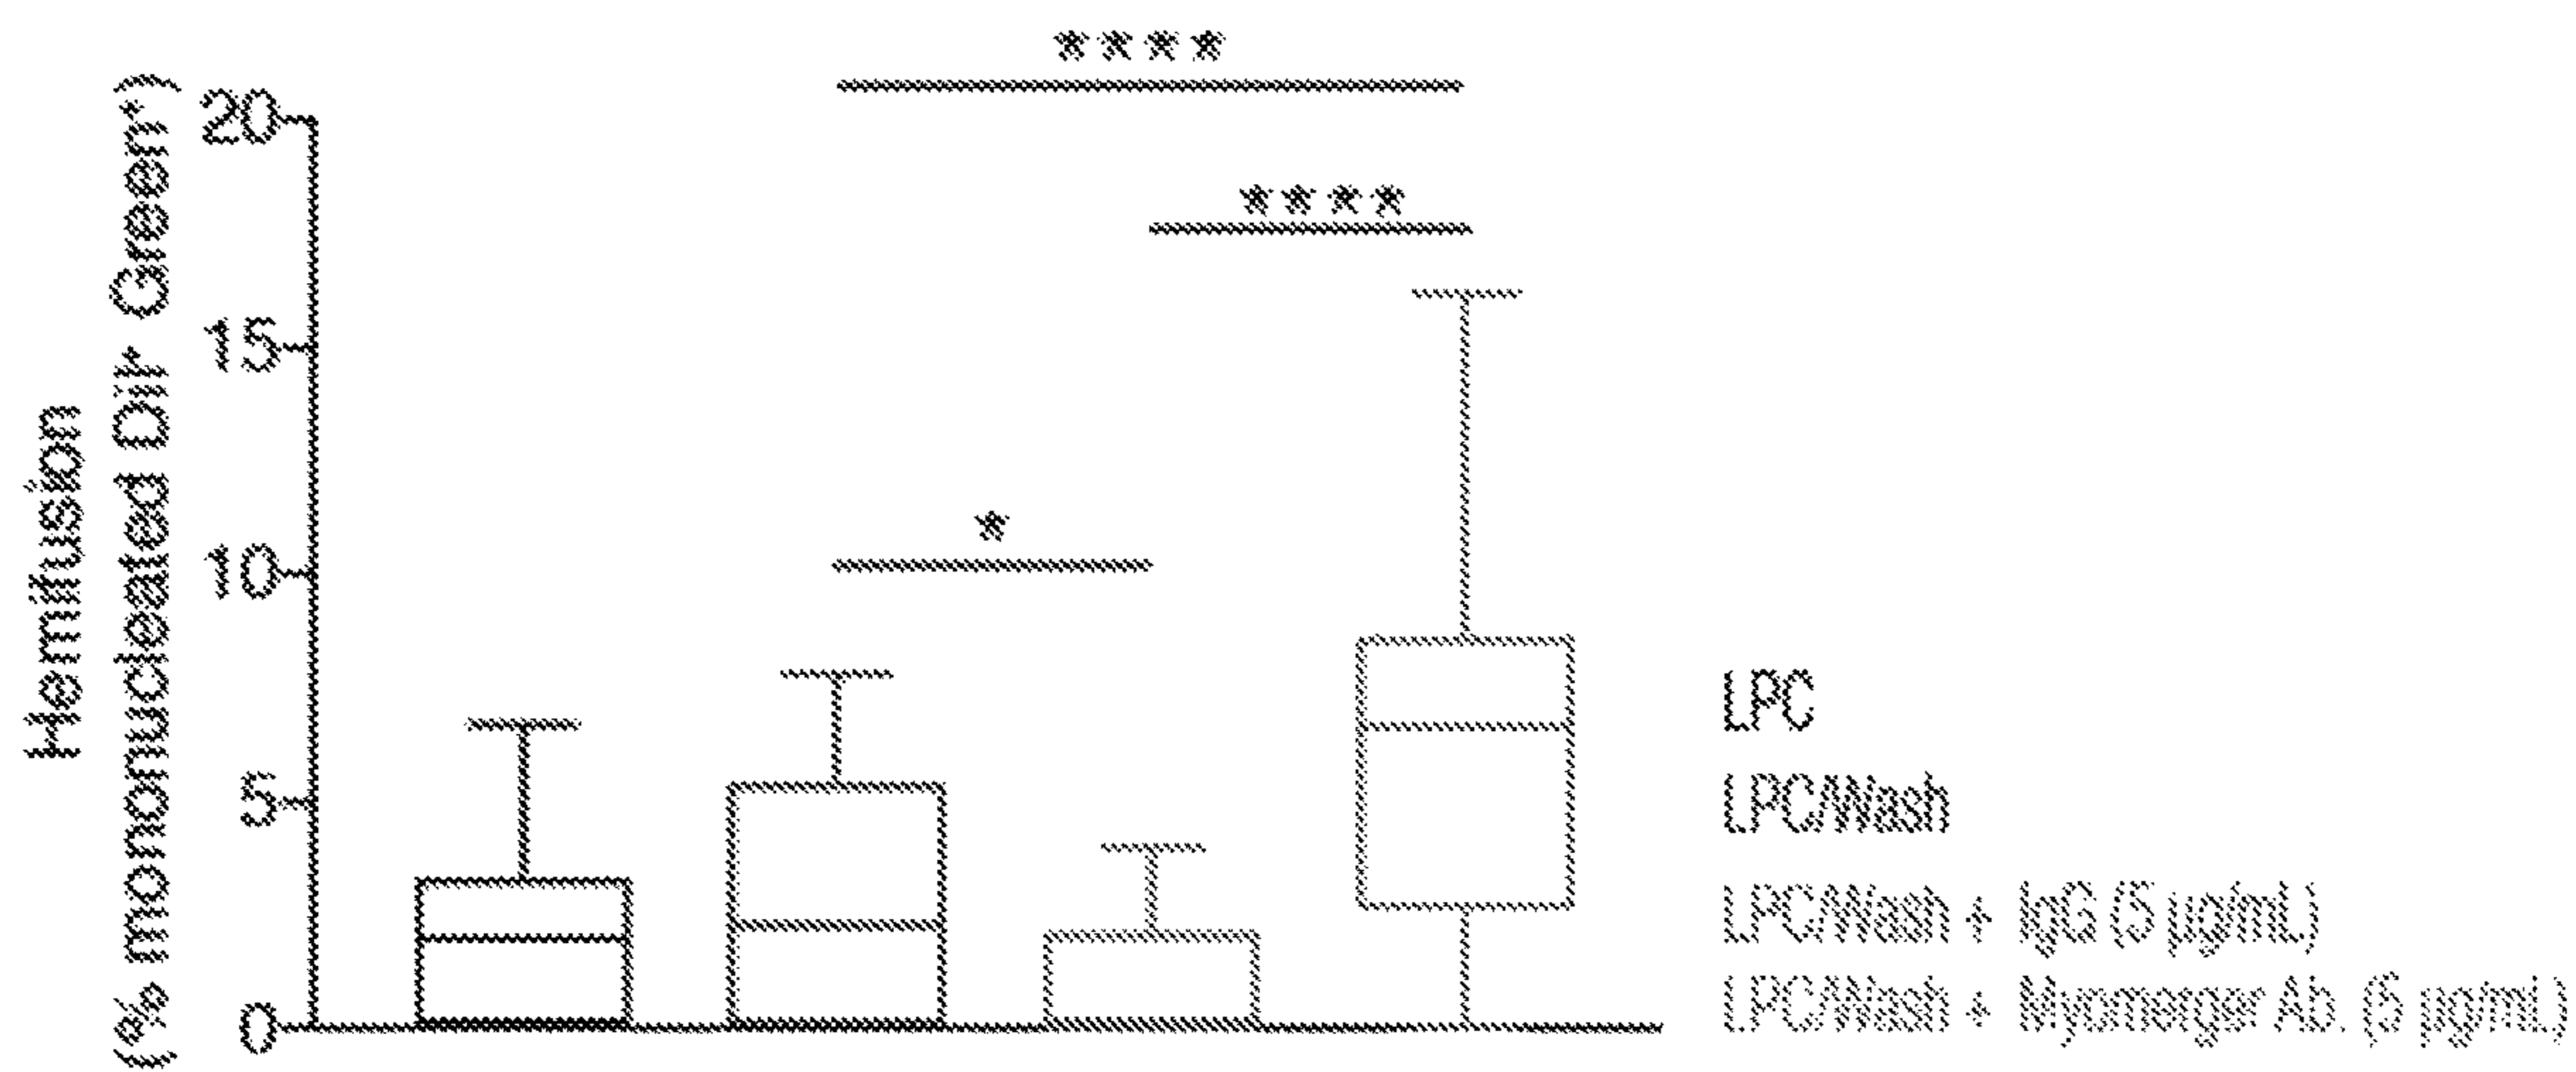 Hemifusion
(% mononucleated DiI+ Green+)
20
15
10
5
0
****
****
*
LPC
LPC/Wash
LPC/Wash + IgG (5 µg/mL)
LPC/Wash + Myomerger Ab. (5 µg/mL)